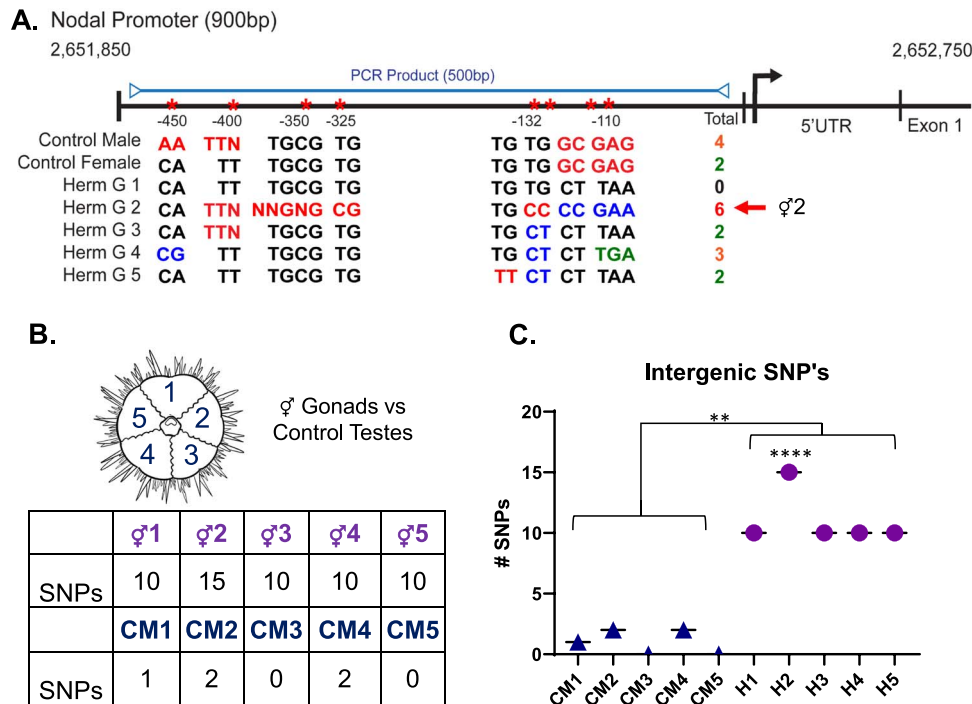 A. Nodal Promoter (900bp)
2,651,850 2,652,750
PCR Product (500bp)
* * * * * * * *
-450 -400 -350 -325 -132 -110 Total 5'UTR Exon 1
Control Male AA TTN TGCG TG TG TG GC GAG 4
Control Female CA TT TGCG TG TG TG GC GAG 2
Herm G 1 CA TT TGCG TG TG TG CT TAA 0
Herm G 2 CA TTN NNGNG CG TG CC CC GAA 6 ⚥2
Herm G 3 CA TTN TGCG TG TG CT CT TAA 2
Herm G 4 CG TT TGCG TG TG CT CT TGA 3
Herm G 5 CA TT TGCG TG TT CT CT TAA 2
B.
1
5 2
4 3
⚥ Gonads vs
Control Testes
⚥1 ⚥2 ⚥3 ⚥4 ⚥5
SNPs 10 15 10 10 10
CM1 CM2 CM3 CM4 CM5
SNPs 1 2 0 2 0
C.
Intergenic SNP's
# SNPs
20
15
10
5
0
**
****
CM1 CM2 CM3 CM4 CM5 H1 H2 H3 H4 H5